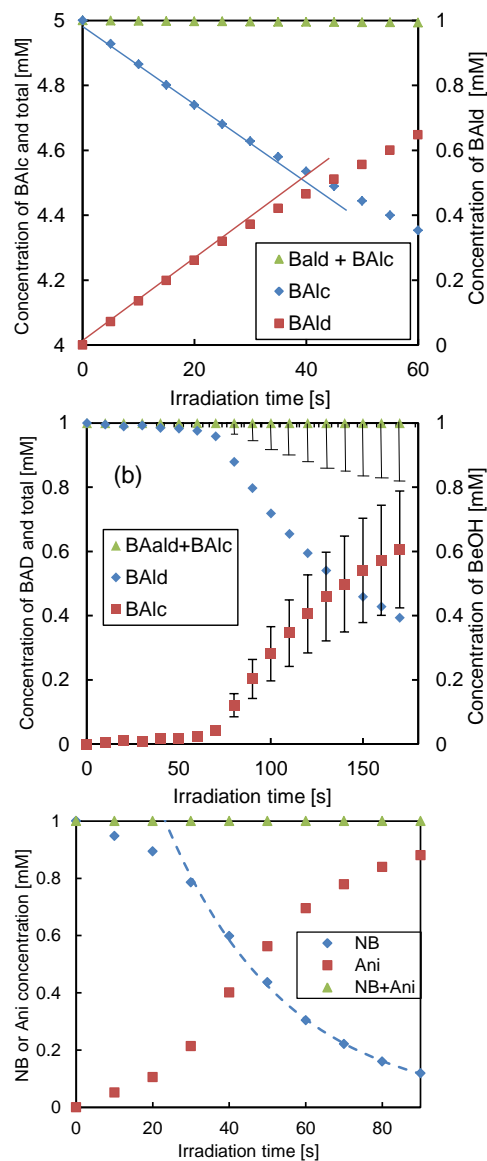 Concentration of BAlc and total [mM]
5
4.8
4.6
4.4
4.2
4
1
0.8
0.6
0.4
0.2
0
Concentration of BAld [mM]
Bald + BAlc
BAlc
BAld
0 20 40 60
Irradiation time [s]
Concentration of BAD and total [mM]
1
0.8
0.6
0.4
0.2
0
(b)
BAald+BAlc
BAld
BAlc
1
0.8
0.6
0.4
0.2
0
Concentration of BeOH [mM]
0 50 100 150
Irradiation time [s]
NB or Ani concentration [mM]
1
0.8
0.6
0.4
0.2
0
NB
Ani
NB+Ani
0 20 40 60 80
Irradiation time [s]